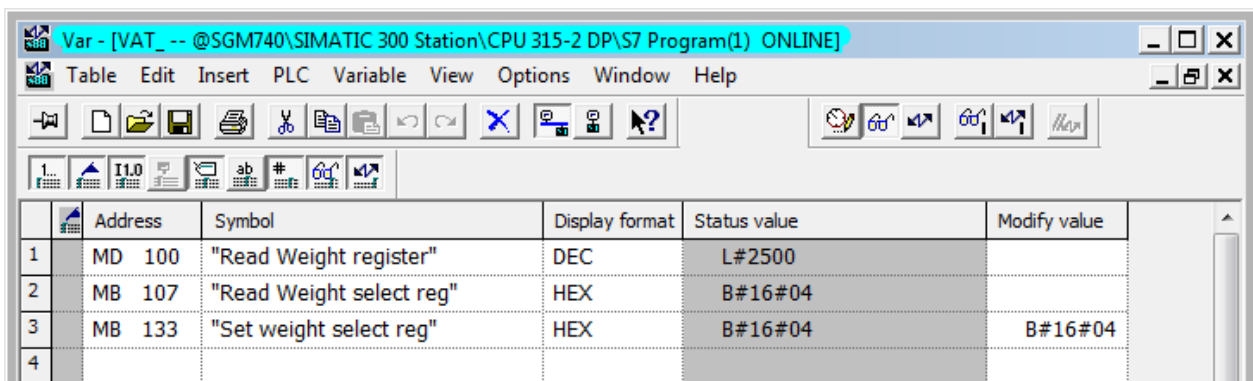 Var - [VAT_ -- @SGM740\SIMATIC 300 Station\CPU 315-2 DP\S7 Program(1) ONLINE]
Table Edit Insert PLC Variable View Options Window Help
Address Symbol Display format Status value Modify value
1 MD 100 "Read Weight register" DEC L#2500
2 MB 107 "Read Weight select reg" HEX B#16#04
3 MB 133 "Set weight select reg" HEX B#16#04 B#16#04
4